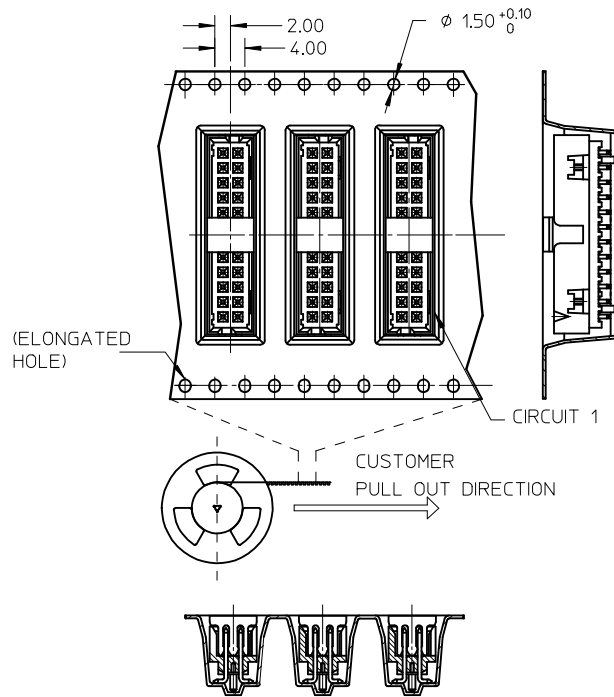 2.00
4.00
ϕ 1.50 +0.10
0
(ELONGATED
HOLE)
CIRCUIT 1
CUSTOMER
PULL OUT DIRECTION